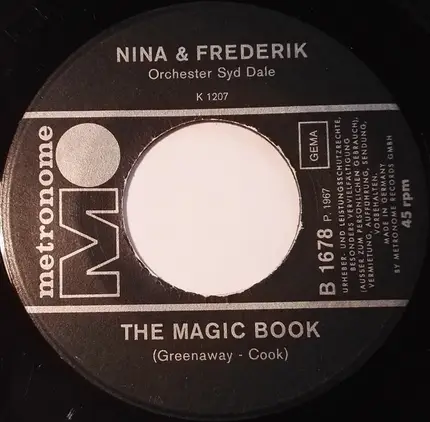 NINA & FREDERIK
Orchester Syd Dale
K 1207
metronome
GEMA
B 1678 P. 1967
URHEBER- UND LEISTUNGSSCHUTZRECHTE,
BESONDERS VERVIELFÄLTIGUNG
(AUSSER ZUM PERSÖNLICHEN GEBRAUCH),
VERMIETUNG, AUFFÜHRUNG, SENDUNG,
VORBEHALTEN.
MADE IN GERMANY
BY METRONOME RECORDS GMBH
45 rpm
THE MAGIC BOOK
(Greenaway - Cook)